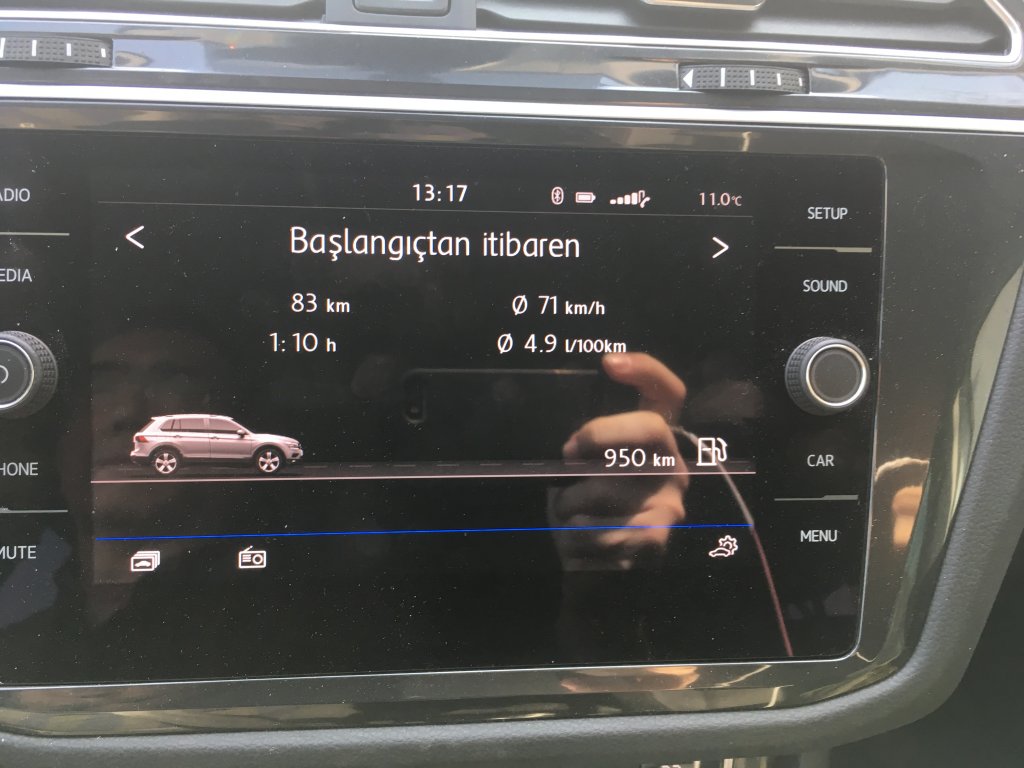 13:17 11.0°C
Başlangıçtan itibaren
83 km Ø 71 km/h
1:10 h Ø 4.9 l/100km
950 km
ADIO
EDIA
HONE
MUTE
SETUP
SOUND
CAR
MENU